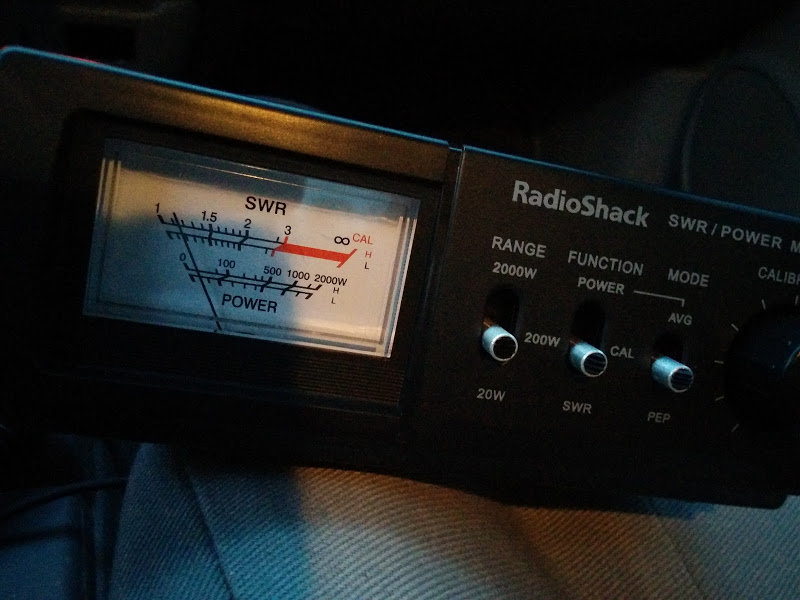 SWR
1 1.5 2 3 ∞ CAL
H
L
0 100 500 1000 2000W
H
L
POWER
RadioShack SWR / POWER M
RANGE FUNCTION MODE CALIBR
2000W POWER
AVG
200W CAL
20W SWR PEP